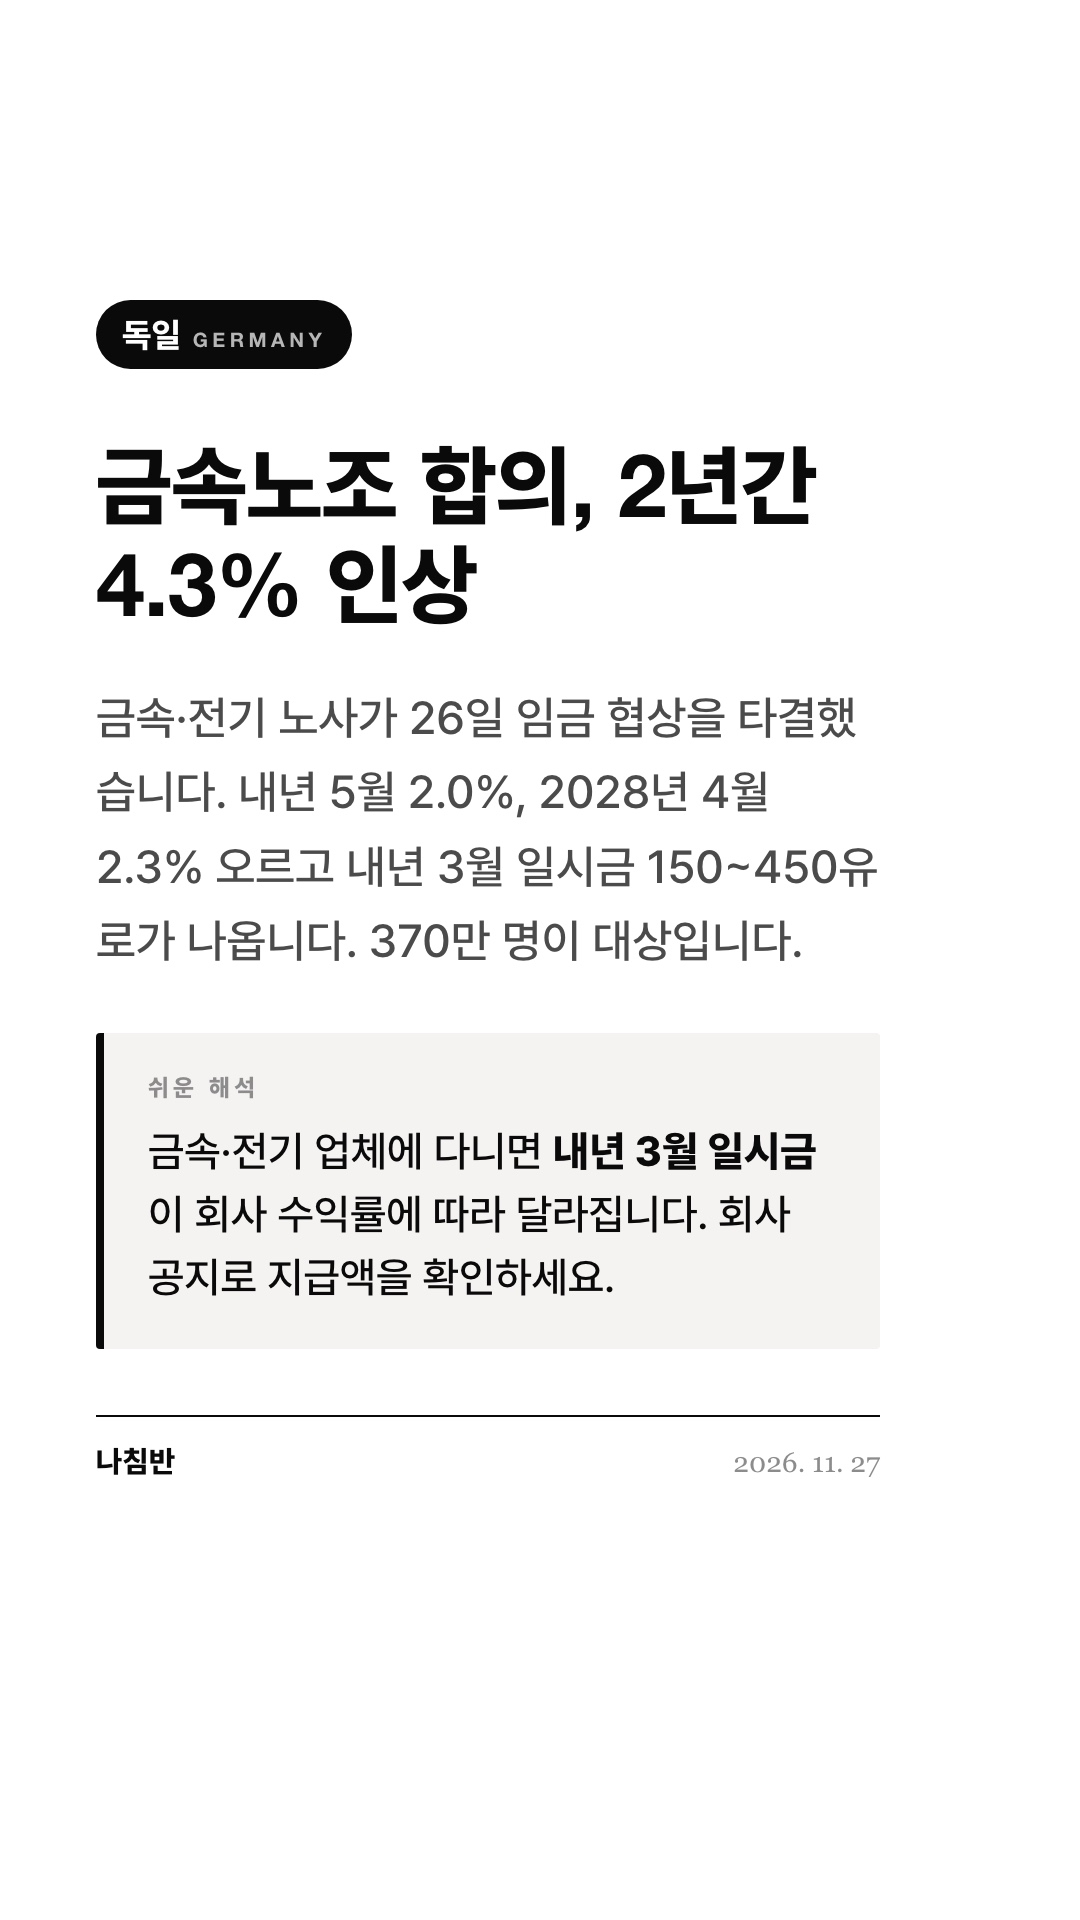 독일 GERMANY
금속노조 합의, 2년간
4.3% 인상
금속·전기 노사가 26일 임금 협상을 타결했
습니다. 내년 5월 2.0%, 2028년 4월
2.3% 오르고 내년 3월 일시금 150~450유
로가 나옵니다. 370만 명이 대상입니다.
쉬운 해석
금속·전기 업체에 다니면 내년 3월 일시금
이 회사 수익률에 따라 달라집니다. 회사
공지로 지급액을 확인하세요.
나침반
2026. 11. 27